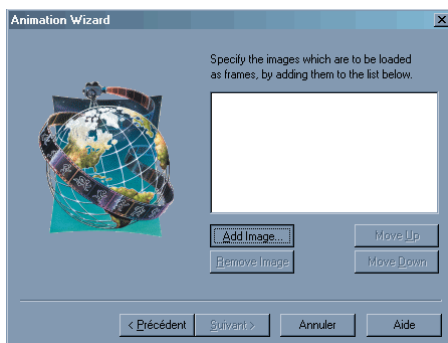 Animation Wizard
Specify the images which are to be loaded
as frames, by adding them to the list below.
Add Image...
Move Up
Remove Image
Move Down
< Précédent
Suivant >
Annuler
Aide